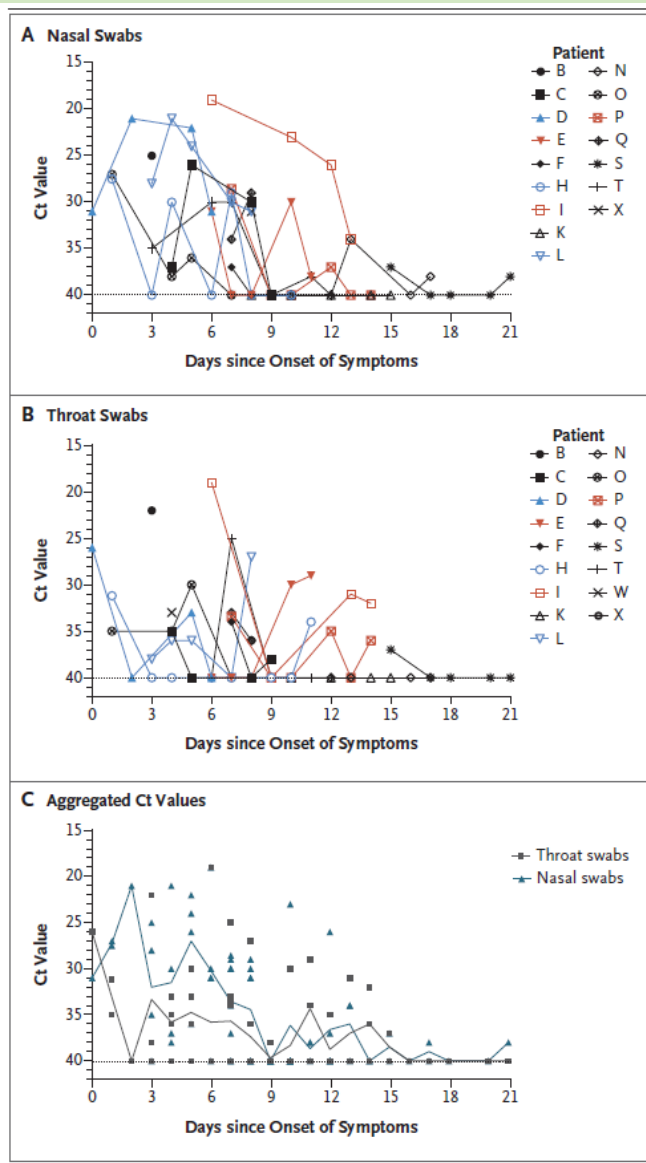 A Nasal Swabs
15
20
25
30
35
40
Ct Value
0 3 6 9 12 15 18 21
Days since Onset of Symptoms
Patient
B N
C O
D P
E Q
F S
H T
I X
K
L
B Throat Swabs
15
20
25
30
35
40
Ct Value
0 3 6 9 12 15 18 21
Days since Onset of Symptoms
Patient
B N
C O
D P
E Q
F S
H T
I W
K X
L
C Aggregated Ct Values
15
20
25
30
35
40
Ct Value
0 3 6 9 12 15 18 21
Days since Onset of Symptoms
Throat swabs
Nasal swabs